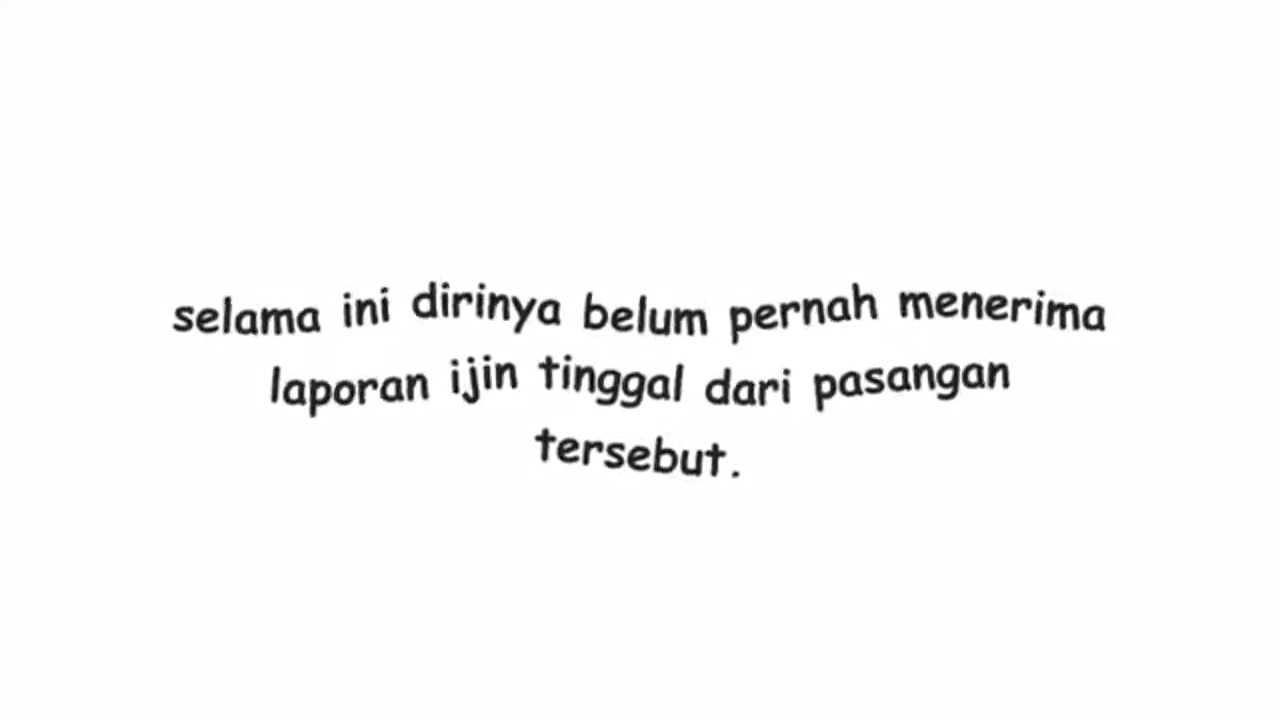 selama ini dirinya belum pernah menerima
laporan ijin tinggal dari pasangan
tersebut.